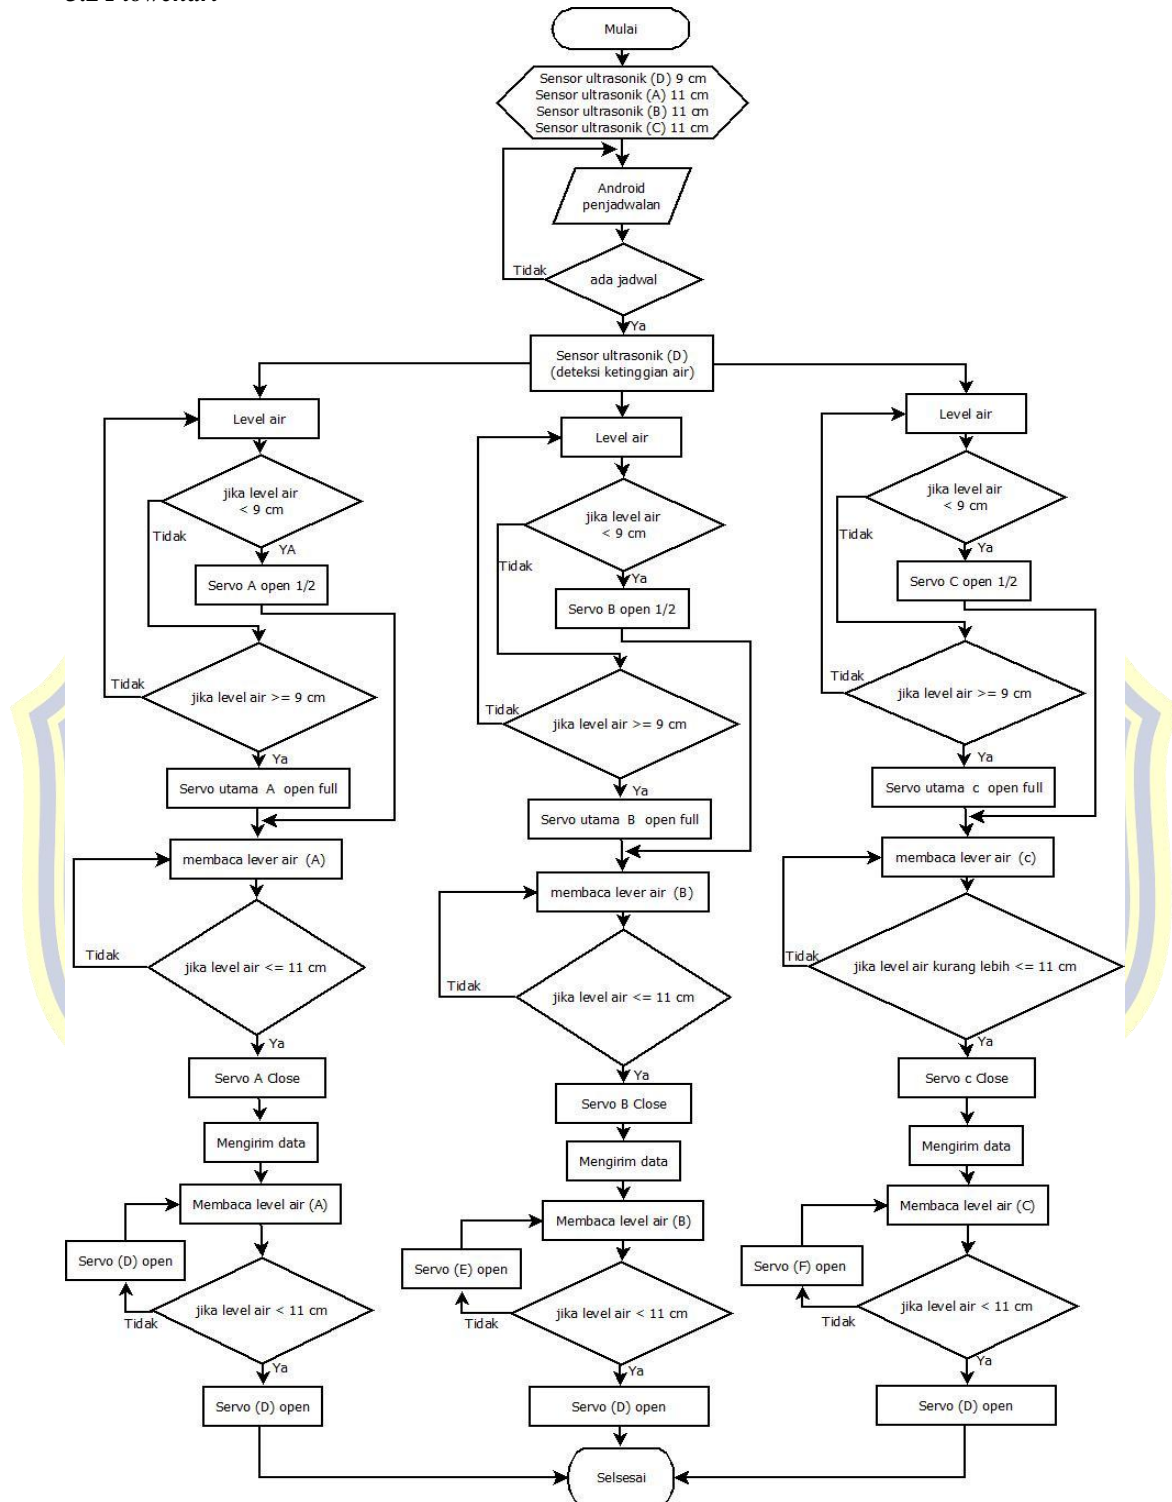 Mulai
Sensor ultrasonik (D) 9 cm
Sensor ultrasonik (A) 11 cm
Sensor ultrasonik (B) 11 cm
Sensor ultrasonik (C) 11 cm
Android
penjadwalan
ada jadwal
Tidak
Ya
Sensor ultrasonik (D)
(deteksi ketinggian air)
Level air
jika level air
< 9 cm
Tidak
YA
Servo A open 1/2
jika level air >= 9 cm
Tidak
Ya
Servo utama A open full
membaca lever air (A)
jika level air <= 11 cm
Tidak
Ya
Servo A Close
Mengirim data
Membaca level air (A)
Servo (D) open
jika level air < 11 cm
Tidak
Ya
Servo (D) open
Level air
jika level air
< 9 cm
Tidak
Ya
Servo B open 1/2
jika level air >= 9 cm
Tidak
Ya
Servo utama B open full
membaca lever air (B)
jika level air <= 11 cm
Tidak
Ya
Servo B Close
Mengirim data
Membaca level air (B)
Servo (E) open
jika level air < 11 cm
Tidak
Ya
Servo (D) open
Level air
jika level air
< 9 cm
Tidak
Ya
Servo C open 1/2
jika level air >= 9 cm
Tidak
Ya
Servo utama c open full
membaca lever air (c)
jika level air kurang lebih <= 11 cm
Tidak
Ya
Servo c Close
Mengirim data
Membaca level air (C)
Servo (F) open
jika level air < 11 cm
Tidak
Ya
Servo (D) open
Selsesai